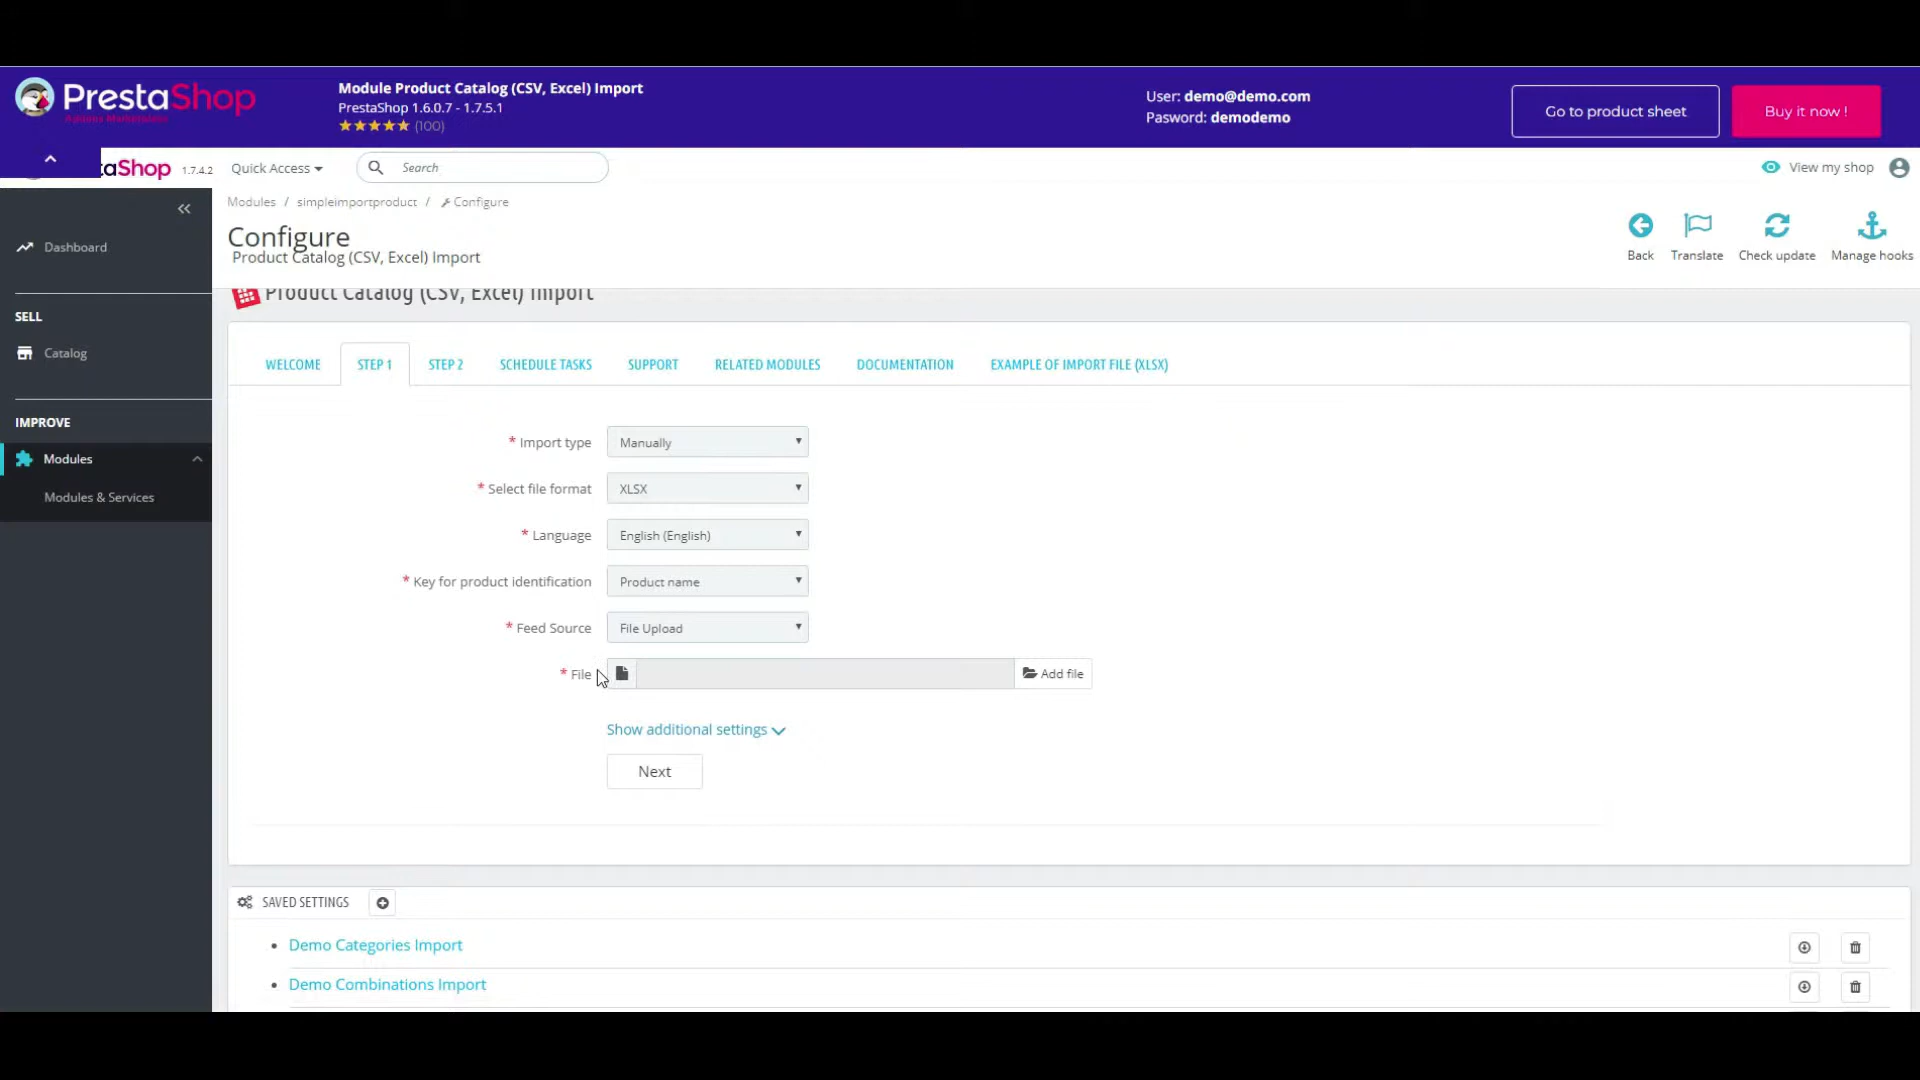 PrestaShop
Addons Marketplace
Module Product Catalog (CSV, Excel) Import
PrestaShop 1.6.0.7 - 1.7.5.1
(100)
User: demo@demo.com
Pasword: demodemo
Go to product sheet
Buy it now !
taShop 1.7.4.2
Quick Access
Search
View my shop
Modules / simpleimportproduct / Configure
Configure
Product Catalog (CSV, Excel) Import
Back
Translate
Check update
Manage hooks
Dashboard
SELL
Catalog
IMPROVE
Modules
Modules & Services
Product Catalog (CSV, Excel) Import
WELCOME
STEP 1
STEP 2
SCHEDULE TASKS
SUPPORT
RELATED MODULES
DOCUMENTATION
EXAMPLE OF IMPORT FILE (XLSX)
* Import type
Manually
* Select file format
XLSX
* Language
English (English)
* Key for product identification
Product name
* Feed Source
File Upload
* File
Add file
Show additional settings
Next
SAVED SETTINGS
Demo Categories Import
Demo Combinations Import